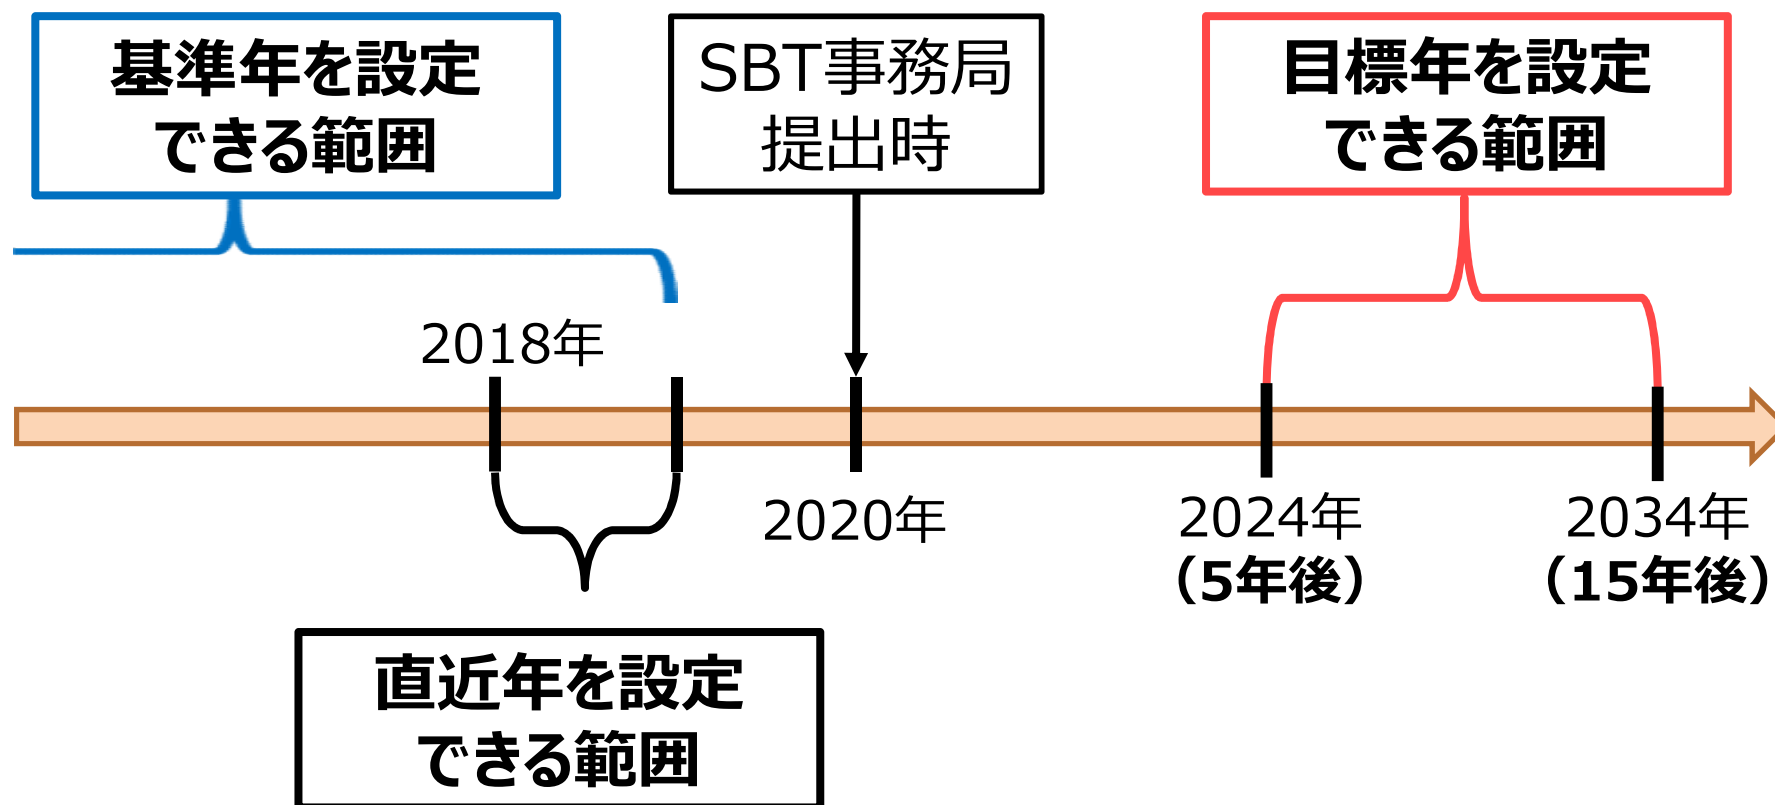 基準年を設定
できる範囲
SBT事務局
提出時
目標年を設定
できる範囲
2018年
2020年
2024年
（5年後）
2034年
（15年後）
直近年を設定
できる範囲